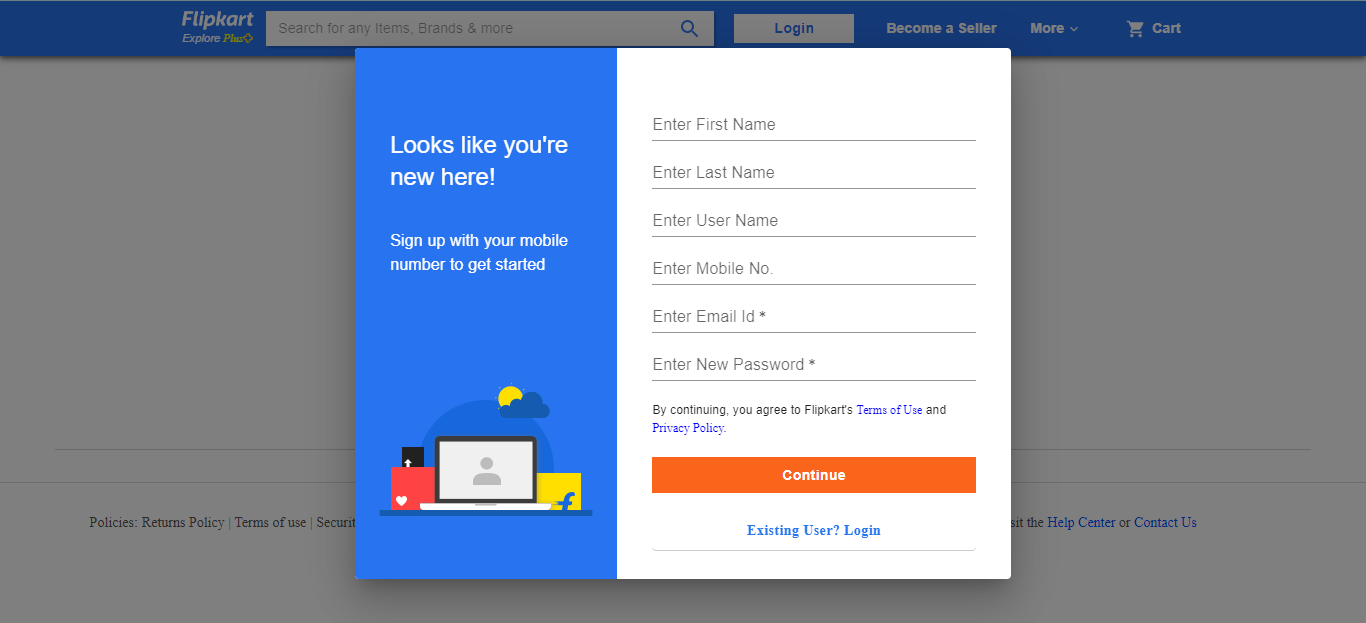 Flipkart
Explore Plus
Search for any Items, Brands & more
Login
Become a Seller
More
Cart
Looks like you're
new here!
Sign up with your mobile
number to get started
Enter First Name
Enter Last Name
Enter User Name
Enter Mobile No.
Enter Email Id *
Enter New Password *
By continuing, you agree to Flipkart's Terms of Use and
Privacy Policy.
Continue
Existing User? Login
Policies: Returns Policy | Terms of use | Securit
sit the Help Center or Contact Us